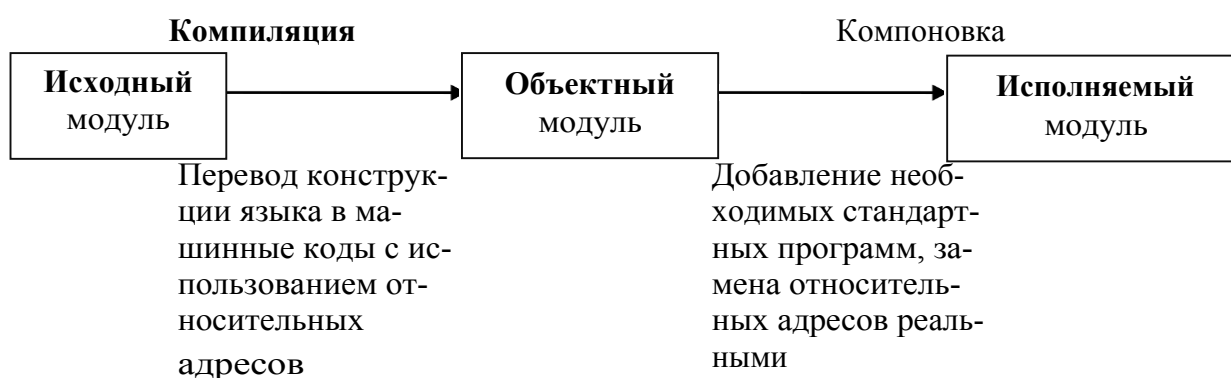 Компиляция
Компоновка
Исходный
модуль
Объектный
модуль
Исполняемый
модуль
Перевод конструк-
ции языка в ма-
шинные коды с ис-
пользованием от-
носительных
адресов
Добавление необ-
ходимых стандарт-
ных программ, за-
мена относитель-
ных адресов реаль-
ными